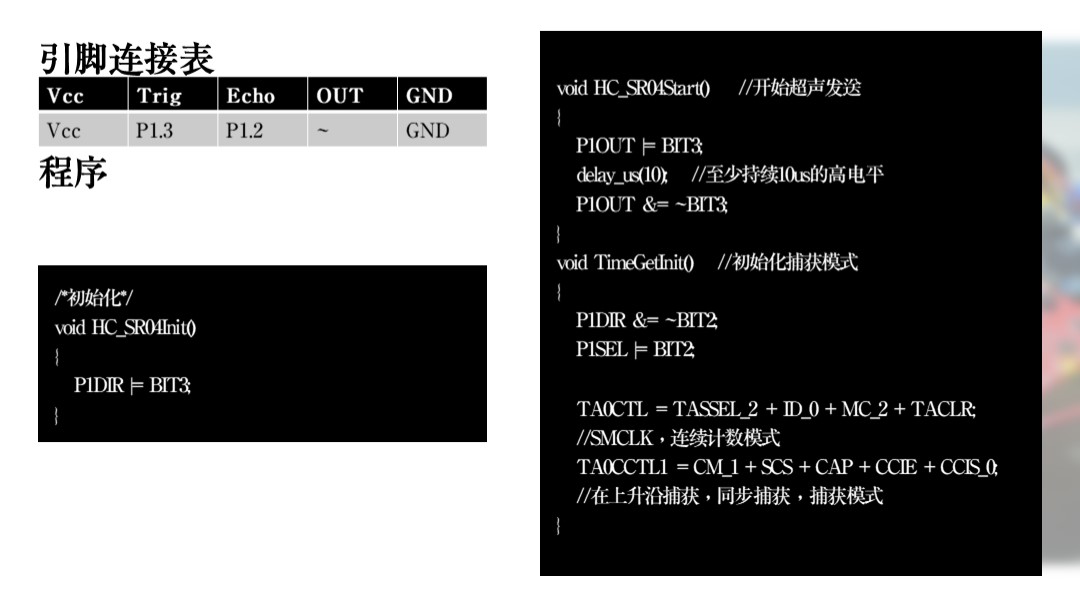 引脚连接表
Vcc Trig Echo OUT GND
Vcc P1.3 P1.2 ~ GND
程序
/*初始化*/
void HC_SR04Init()
{
P1DIR |= BIT3;
}
void HC_SR04Start() //开始超声发送
{
P1OUT |= BIT3;
delay_us(10); //至少持续10us的高电平
P1OUT &= ~BIT3;
}
void TimeGetInit() //初始化捕获模式
{
P1DIR &= ~BIT2;
P1SEL |= BIT2;
TA0CTL = TASSEL_2 + ID_0 + MC_2 + TACLR;
//SMCLK，连续计数模式
TA0CCTL1 = CM_1 + SCS + CAP + CCIE + CCIS_0;
//在上升沿捕获，同步捕获，捕获模式
}